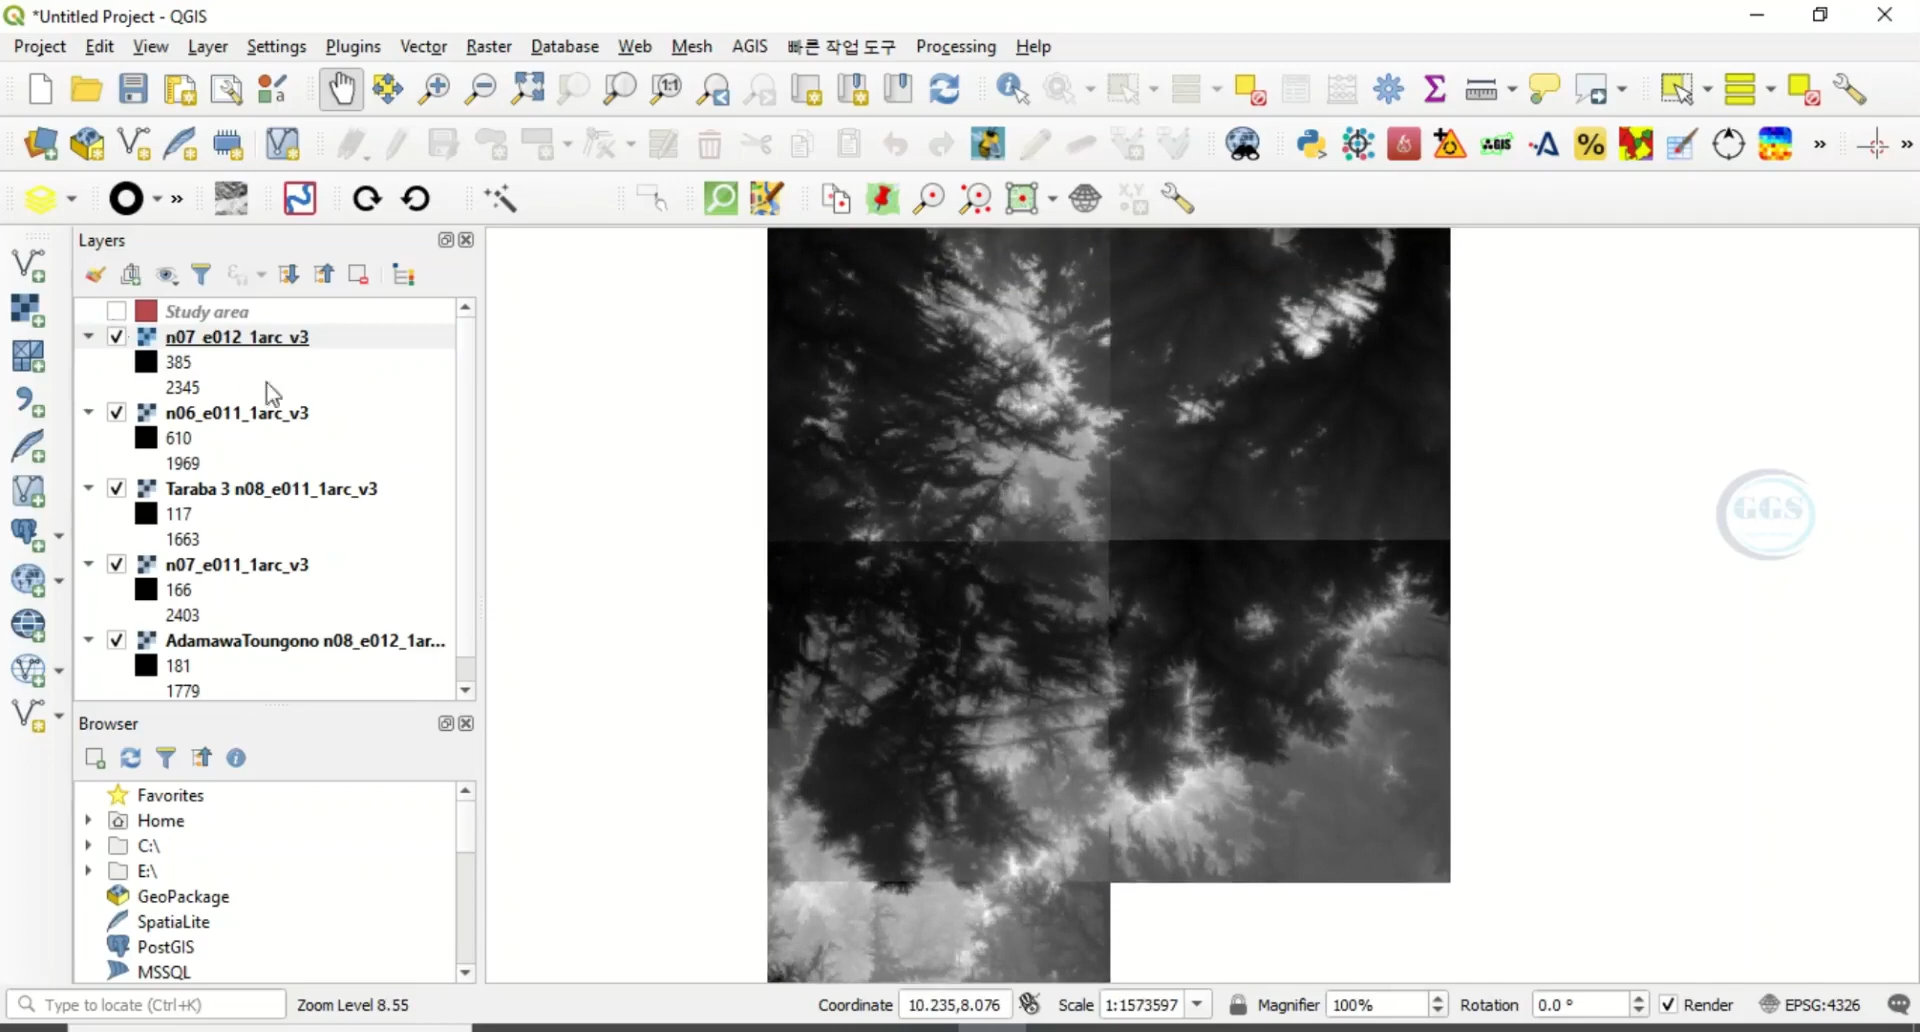 *Untitled Project - QGIS
Project Edit View Layer Settings Plugins Vector Raster Database Web Mesh AGIS 빠른 작업 도구 Processing Help
Layers
Study area
n07_e012_1arc_v3
385
2345
n06_e011_1arc_v3
610
1969
Taraba 3 n08_e011_1arc_v3
117
1663
n07_e011_1arc_v3
166
2403
AdamawaToungono n08_e012_1ar...
181
1779
GGS
Browser
Favorites
Home
C:\
E:\
GeoPackage
SpatiaLite
PostGIS
MSSQL
Type to locate (Ctrl+K) Zoom Level 8.55 Coordinate 10.235,8.076 Scale 1:1573597 Magnifier 100% Rotation 0.0 ° Render EPSG:4326